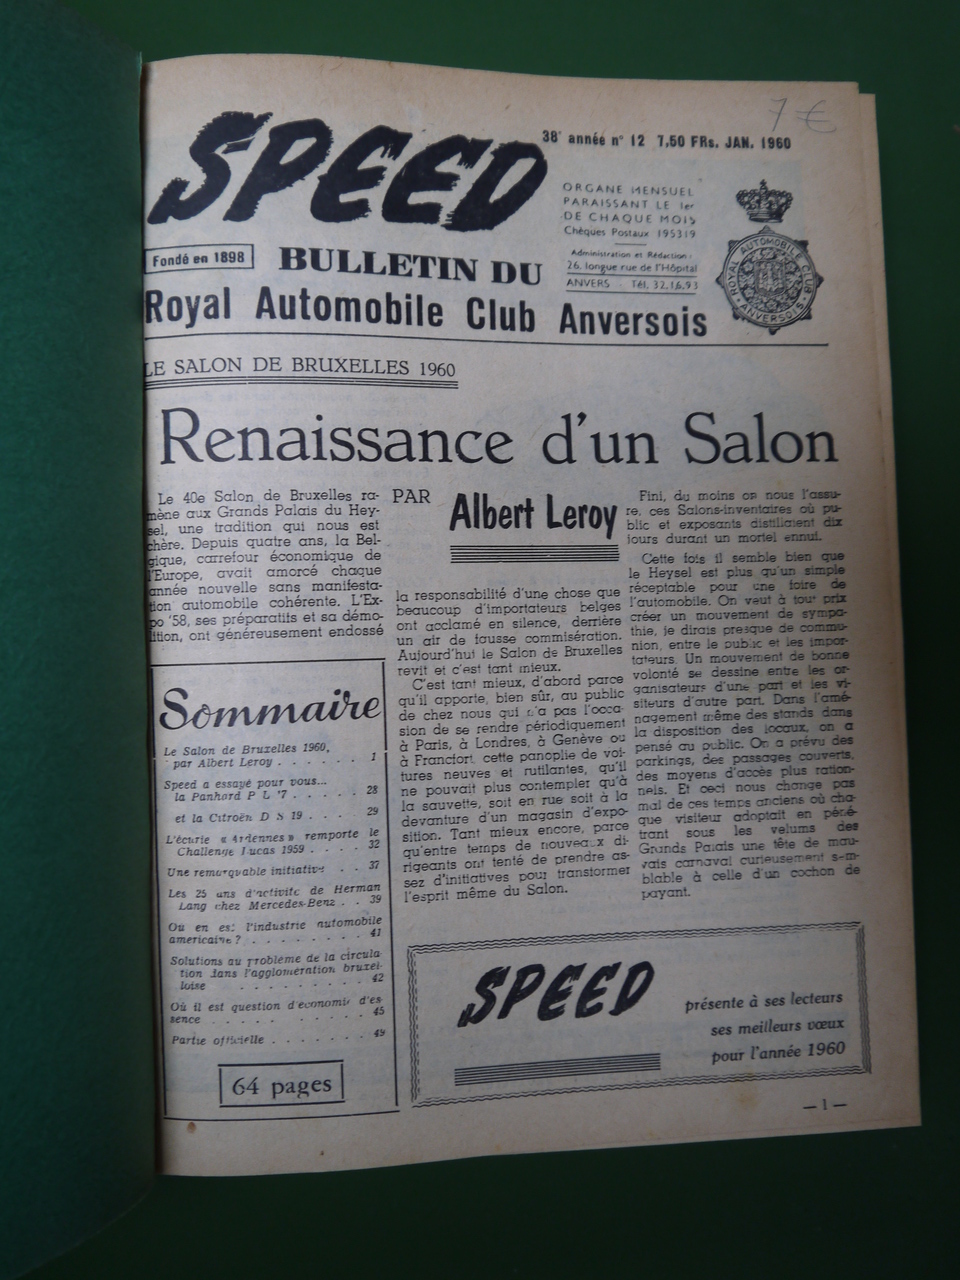 7 €
SPEED
38e année n° 12 7,50 FRs. JAN. 1960
ORGANE MENSUEL
PARAISSANT LE 1er
DE CHAQUE MOIS
Chèques Postaux 195319
Administration et Rédaction :
26, longue rue de l'Hôpital
ANVERS - Tél. 32.16.93
ROYAL AUTOMOBILE CLUB
ANVERSOIS
Fondé en 1898
BULLETIN DU
Royal Automobile Club Anversois
LE SALON DE BRUXELLES 1960
Renaissance d'un Salon
PAR Albert Leroy
Le 40e Salon de Bruxelles ra-
mène aux Grands Palais du Hey-
sel, une tradition qui nous est
chère. Depuis quatre ans, la Bel-
gique, carrefour économique de
l'Europe, avait amorcé chaque
année nouvelle sans manifesta-
tion automobile cohérente. L'Ex-
po '58, ses préparatifs et sa démo-
lition, ont généreusement endossé
la responsabilité d'une chose que
beaucoup d'importateurs belges
ont acclamé en silence, derrière
un air de fausse commisération.
Aujourd'hui le Salon de Bruxelles
revit et c'est tant mieux.
C'est tant mieux, d'abord parce
qu'il apporte, bien sûr, au public
de chez nous qui n'a pas l'occa-
sion de se rendre périodiquement
à Paris, à Londres, à Genève ou
à Francfort, cette panoplie de voi-
tures neuves et rutilantes, qu'il
ne pouvait plus contempler qu'à
la sauvette, soit en rue soit à la
devanture d'un magasin d'expo-
sition. Tant mieux encore, parce
qu'entre temps de nouveaux di-
rigeants ont tenté de prendre as-
sez d'initiatives pour transformer
l'esprit même du Salon.
Fini, du moins on nous l'assu-
re, ces Salons-inventaires où pu-
blic et exposants distillaient dix
jours durant un mortel ennui.
Cette fois il semble bien que
le Heysel est plus qu'un simple
réceptable pour une foire de
l'automobile. On veut à tout prix
créer un mouvement de sympa-
thie, je dirais presque de commu-
nion, entre le public et les impor-
tateurs. Un mouvement de bonne
volonté se dessine entre les or-
ganisateurs d'une part et les vi-
siteurs d'autre part. Dans l'amé-
nagement même des stands dans
la disposition des locaux, on a
pensé au public. On a prévu des
parkings, des passages couverts,
des moyens d'accès plus ration-
nels. Et ceci nous change pas
mal de ces temps anciens où cha-
que visiteur adoptait en péné-
trant sous les velums des
Grands Palais une tête de mau-
vais carnaval curieusement sem-
blable à celle d'un cochon de
payant.
Sommaire
Le Salon de Bruxelles 1960,
par Albert Leroy . . . . . . 1
Speed a essayé pour vous...
la Panhard P L 7 . . . . . 28
et la Citroën D S 19 . . . . 29
L'écurie « Ardennes » remporte le
Challenge Lucas 1959 . . . . 32
Une remarquable initiative . . 37
Les 25 ans d'activité de Herman
Lang chez Mercedes-Benz . . 39
Où en est l'industrie automobile
américaine ? . . . . . . . . 41
Solutions au problème de la circula
tion dans l'agglomération bruxel-
loise . . . . . . . . . . 42
Où il est question d'économie d'es
sence . . . . . . . . . . 45
Partie officielle . . . . . . . 49
64 pages
SPEED
présente à ses lecteurs
ses meilleurs vœux
pour l'année 1960
— 1 —